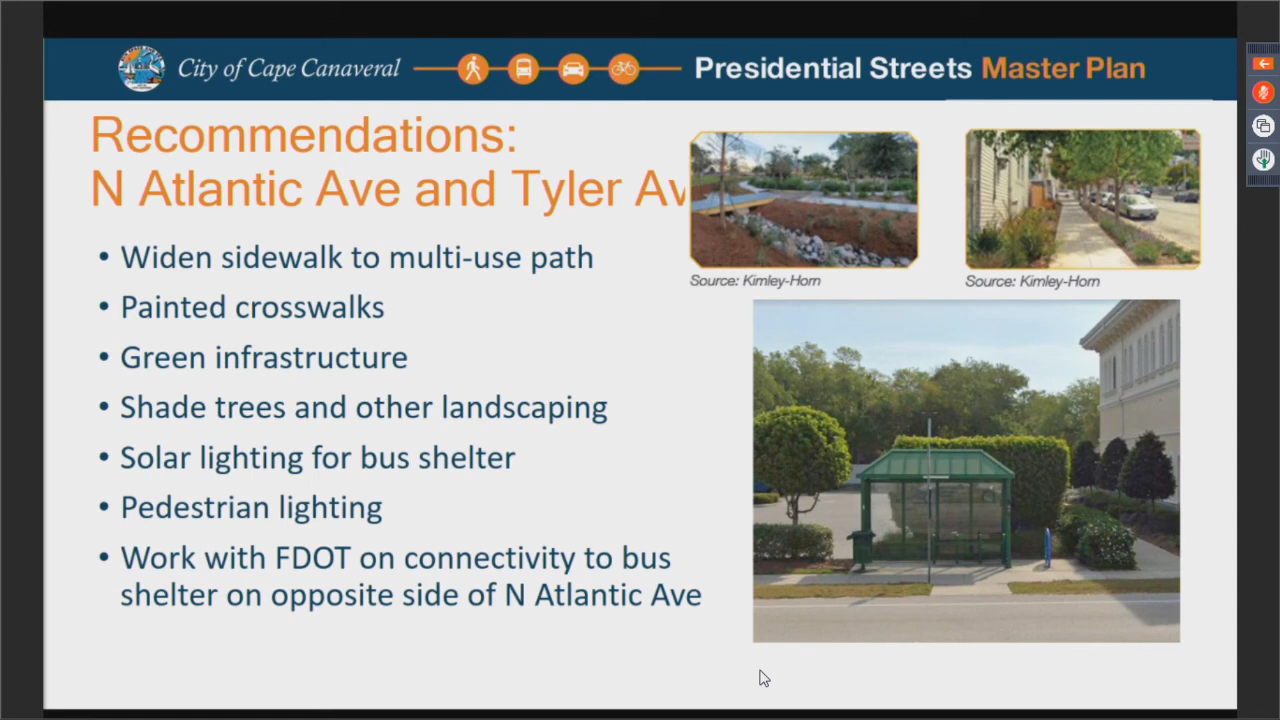 City of Cape Canaveral
Presidential Streets Master Plan
Recommendations:
N Atlantic Ave and Tyler Av
Source: Kimley-Horn
Source: Kimley-Horn
• Widen sidewalk to multi-use path
• Painted crosswalks
• Green infrastructure
• Shade trees and other landscaping
• Solar lighting for bus shelter
• Pedestrian lighting
• Work with FDOT on connectivity to bus
shelter on opposite side of N Atlantic Ave